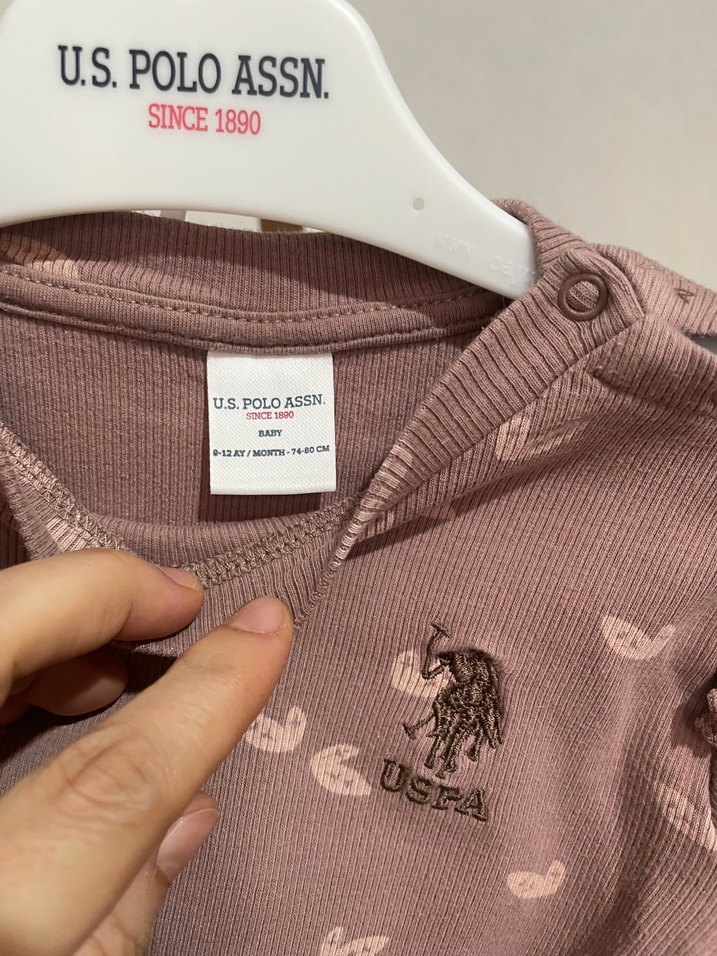 U.S. POLO ASSN.
SINCE 1890
U.S. POLO ASSN.
SINCE 1890
BABY
9-12 AY / MONTH - 74-80 CM
USPA